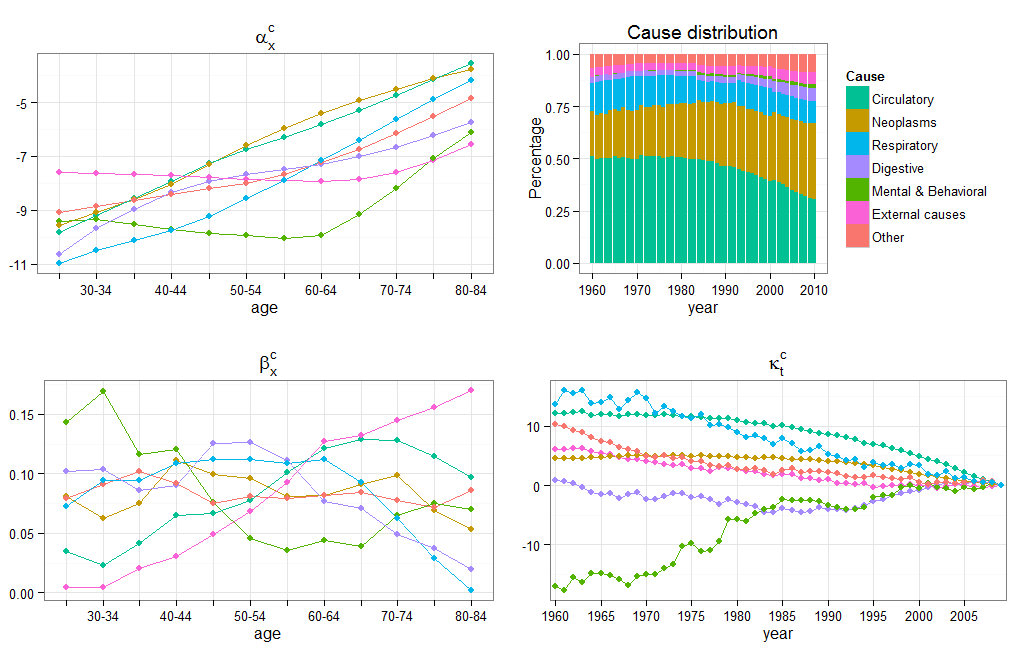 α_x^c
-5
-7
-9
-11
30-34 40-44 50-54 60-64 70-74 80-84
age
Cause distribution
Percentage
1.00
0.75
0.50
0.25
0.00
1960 1970 1980 1990 2000 2010
year
Cause
Circulatory
Neoplasms
Respiratory
Digestive
Mental & Behavioral
External causes
Other
β_x^c
0.15
0.10
0.05
0.00
30-34 40-44 50-54 60-64 70-74 80-84
age
κ_t^c
10
0
-10
1960 1965 1970 1975 1980 1985 1990 1995 2000 2005
year